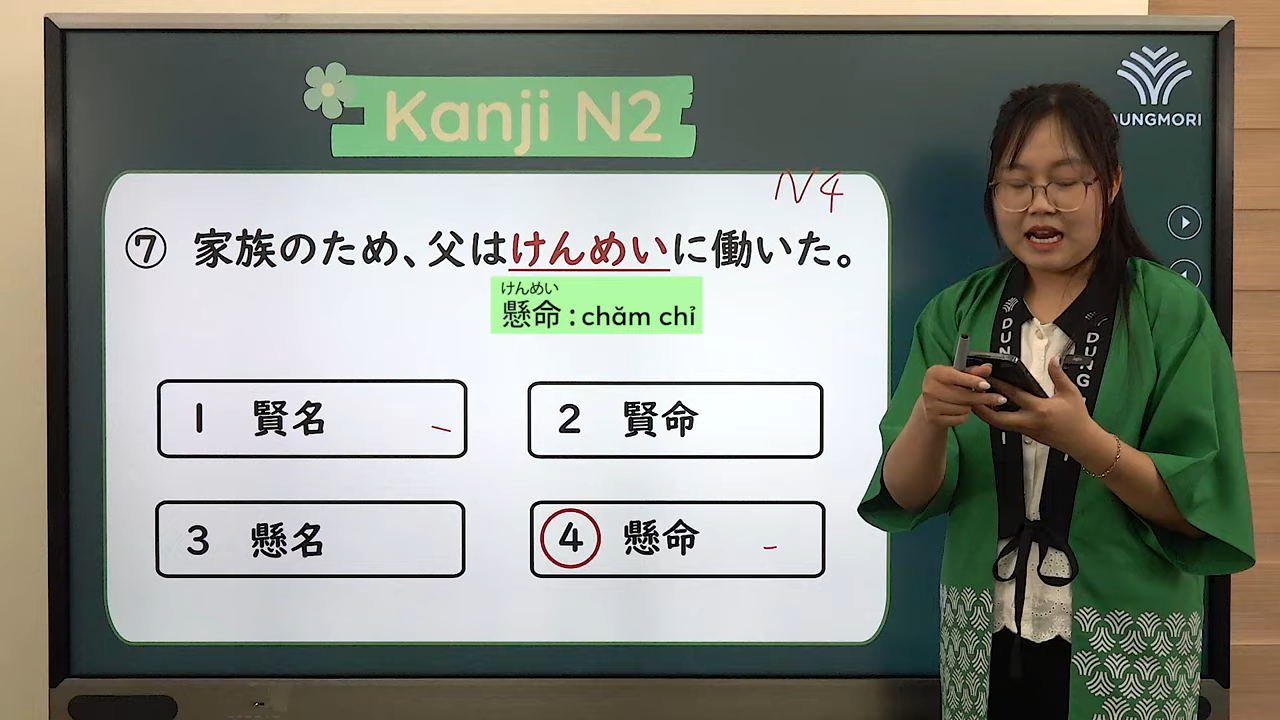 Kanji N2
DUNGMORI
N4
⑦ 家族のため、父はけんめいに働いた。
けんめい
懸命 : chăm chỉ
1 賢名
2 賢命
3 懸名
4 懸命
DUN
DUNG